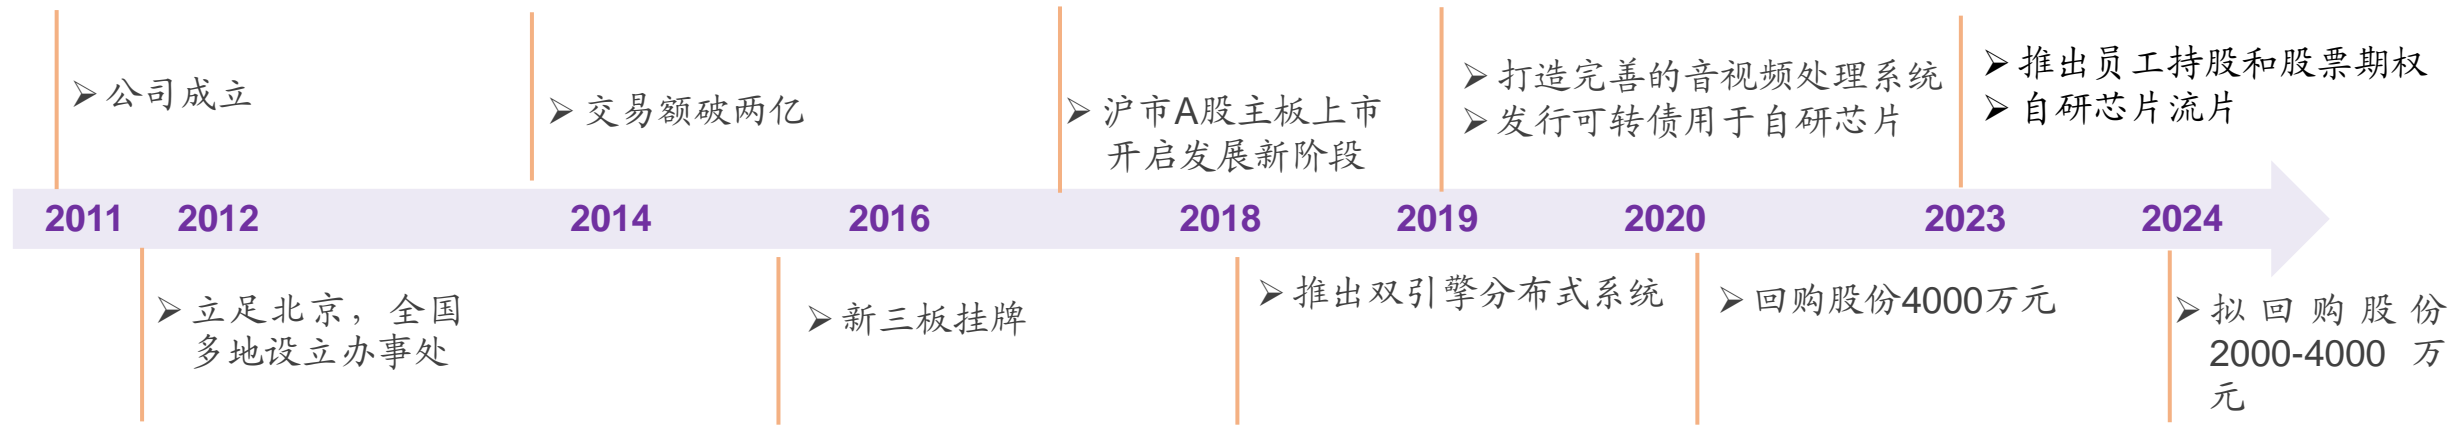 ➢公司成立
➢交易额破两亿
➢沪市A股主板上市
开启发展新阶段
➢打造完善的音视频处理系统
➢发行可转债用于自研芯片
➢推出员工持股和股票期权
➢自研芯片流片
2011 2012 2014 2016 2018 2019 2020 2023 2024
➢立足北京，全国
多地设立办事处
➢新三板挂牌
➢推出双引擎分布式系统
➢回购股份4000万元
➢拟回购股份
2000-4000万
元